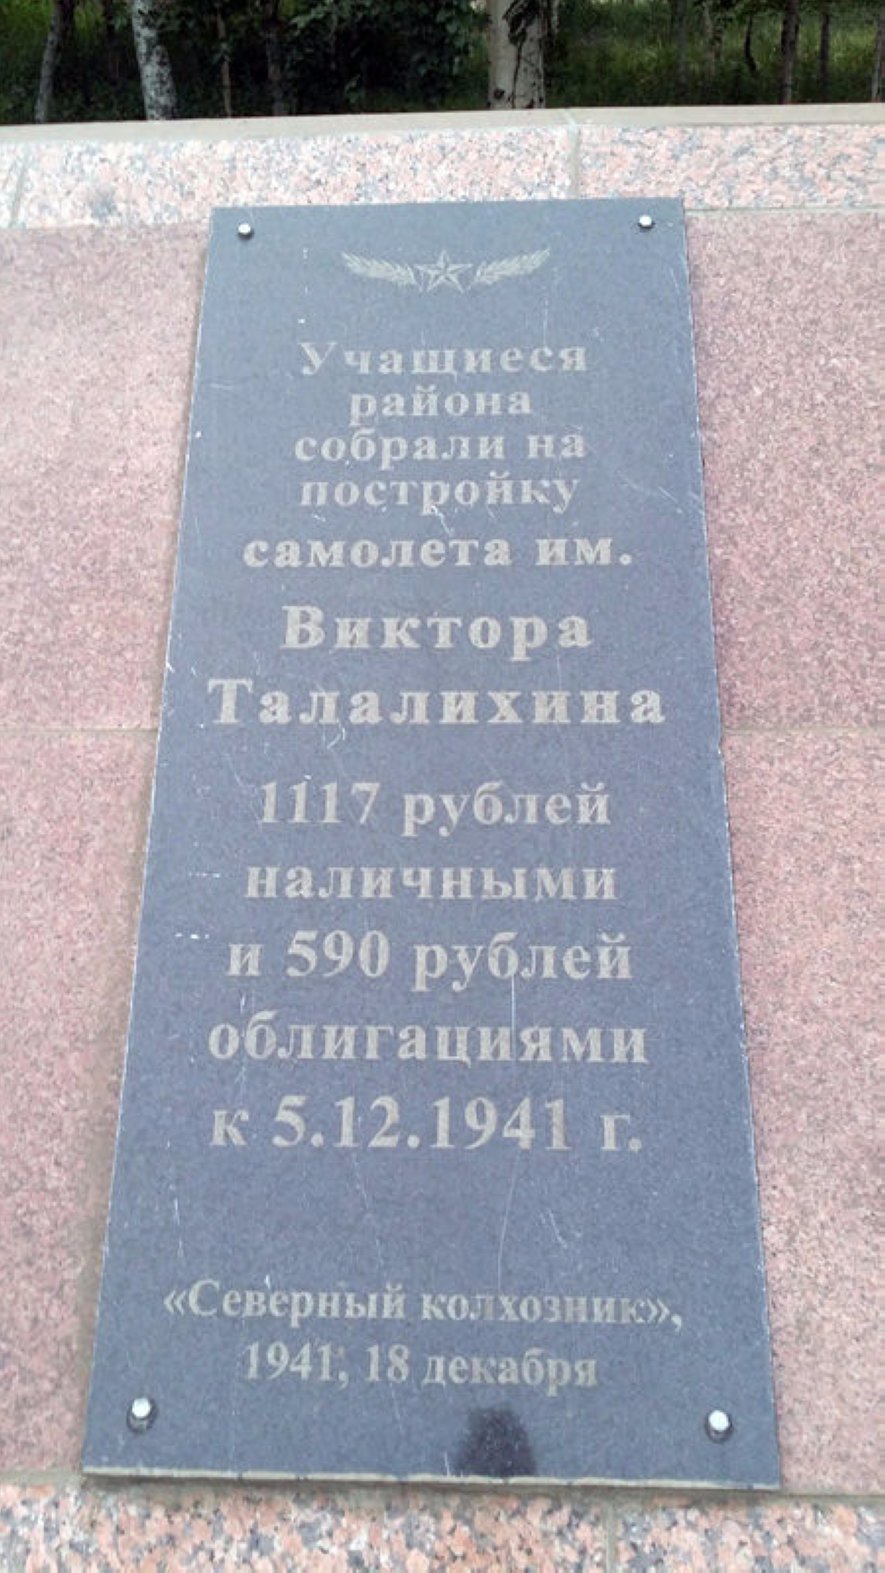 Учащиеся
района
собрали на
постройку
самолета им.
Виктора
Талалихина
1117 рублей
наличными
и 590 рублей
облигациями
к 5.12.1941 г.
«Северный колхозник»,
1941, 18 декабря